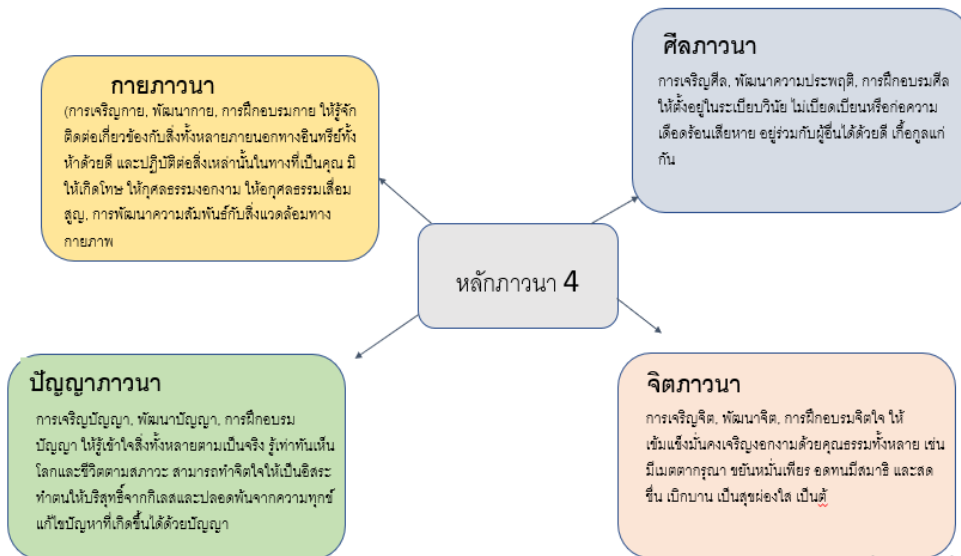 กายภาวนา
(การเจริญกาย, พัฒนากาย, การฝึกอบรมกาย ให้รู้จัก
ติดต่อเกี่ยวข้องกับสิ่งทั้งหลายภายนอกทางอินทรีย์ทั้ง
ห้าด้วยดี และปฏิบัติต่อสิ่งเหล่านั้นในทางที่เป็นคุณ มิ
ให้เกิดโทษ ให้กุศลธรรมงอกงาม ให้อกุศลธรรมเสื่อม
สูญ, การพัฒนาความสัมพันธ์กับสิ่งแวดล้อมทาง
กายภาพ
ศีลภาวนา
การเจริญศีล, พัฒนาความประพฤติ, การฝึกอบรมศีล
ให้ตั้งอยู่ในระเบียบวินัย ไม่เบียดเบียนหรือก่อความ
เดือดร้อนเสียหาย อยู่ร่วมกับผู้อื่นได้ด้วยดี เกื้อกูลแก่
กัน
หลักภาวนา 4
ปัญญาภาวนา
การเจริญปัญญา, พัฒนาปัญญา, การฝึกอบรม
ปัญญา ให้รู้เข้าใจสิ่งทั้งหลายตามเป็นจริง รู้เท่าทันเห็น
โลกและชีวิตตามสภาวะ สามารถทำจิตใจให้เป็นอิสระ
ทำตนให้บริสุทธิ์จากกิเลสและปลอดพ้นจากความทุกข์
แก้ไขปัญหาที่เกิดขึ้นได้ด้วยปัญญา
จิตภาวนา
การเจริญจิต, พัฒนาจิต, การฝึกอบรมจิตใจ ให้
เข้มแข็งมั่นคงเจริญงอกงามด้วยคุณธรรมทั้งหลาย เช่น
มีเมตตากรุณา ขยันหมั่นเพียร อดทนมีสมาธิ และสด
ชื่น เบิกบาน เป็นสุขผ่องใส เป็นต้